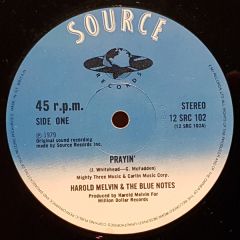 SOURCE
RECORDS
45 r.p.m.
SIDE ONE
STEREO
12 SRC 102
(12 SRC 102A)
℗ 1979
Original sound recording
made by Source Records Inc.
PRAYIN'
(J. Whitehead—G. McFadden)
Mighty Three Music & Carlin Music Corp.
HAROLD MELVIN & THE BLUE NOTES
Produced by Harold Melvin For
Million Dollar Records